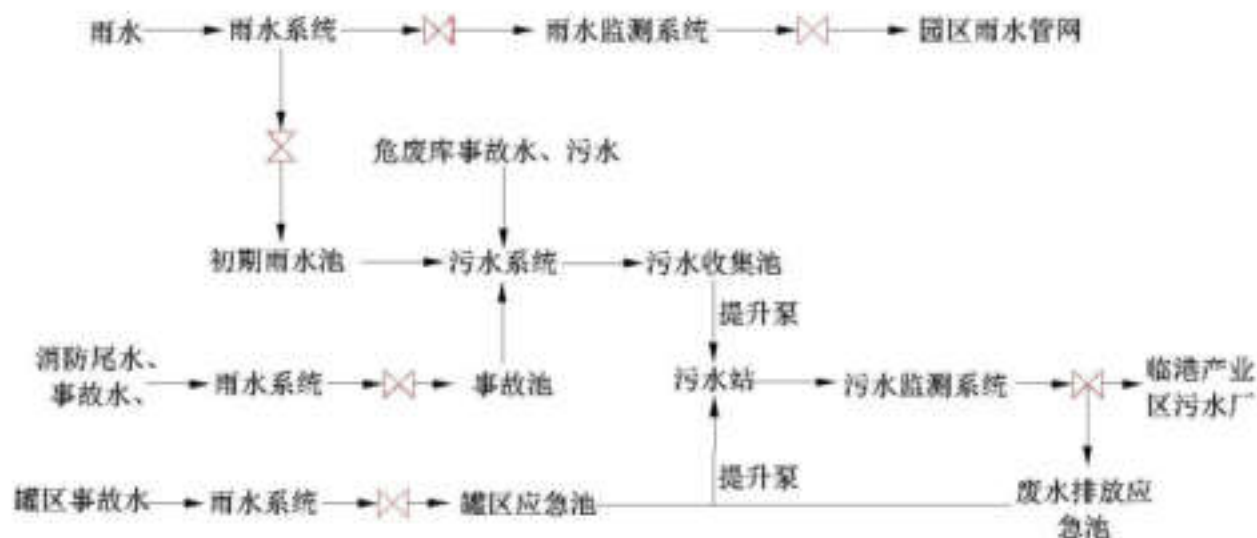 雨水
雨水系统
雨水监测系统
园区雨水管网
危废库事故水、污水
初期雨水池
污水系统
污水收集池
提升泵
消防尾水、
事故水、
雨水系统
事故池
污水站
污水监测系统
临港产业
区污水厂
罐区事故水
雨水系统
罐区应急池
提升泵
废水排放应
急池